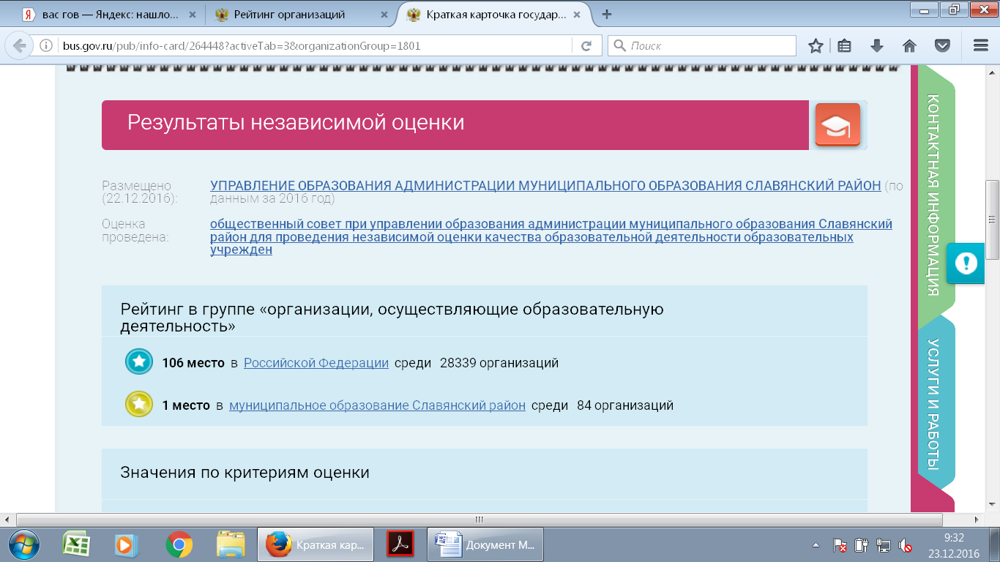 вас гов — Яндекс: нашло...
Рейтинг организаций
Краткая карточка государ...
bus.gov.ru/pub/info-card/264448?activeTab=3&organizationGroup=1801
Поиск
Результаты независимой оценки
Размещено
(22.12.2016):
УПРАВЛЕНИЕ ОБРАЗОВАНИЯ АДМИНИСТРАЦИИ МУНИЦИПАЛЬНОГО ОБРАЗОВАНИЯ СЛАВЯНСКИЙ РАЙОН (по
данным за 2016 год)
Оценка
проведена:
общественный совет при управлении образования администрации муниципального образования Славянский
район для проведения независимой оценки качества образовательной деятельности образовательных
учрежден
Рейтинг в группе «организации, осуществляющие образовательную
деятельность»
106 место в Российской Федерации среди 28339 организаций
1 место в муниципальное образование Славянский район среди 84 организаций
Значения по критериям оценки
КОНТАКТНАЯ ИНФОРМАЦИЯ
УСЛУГИ И РАБОТЫ
Краткая кар...
Документ M...
9:32
23.12.2016